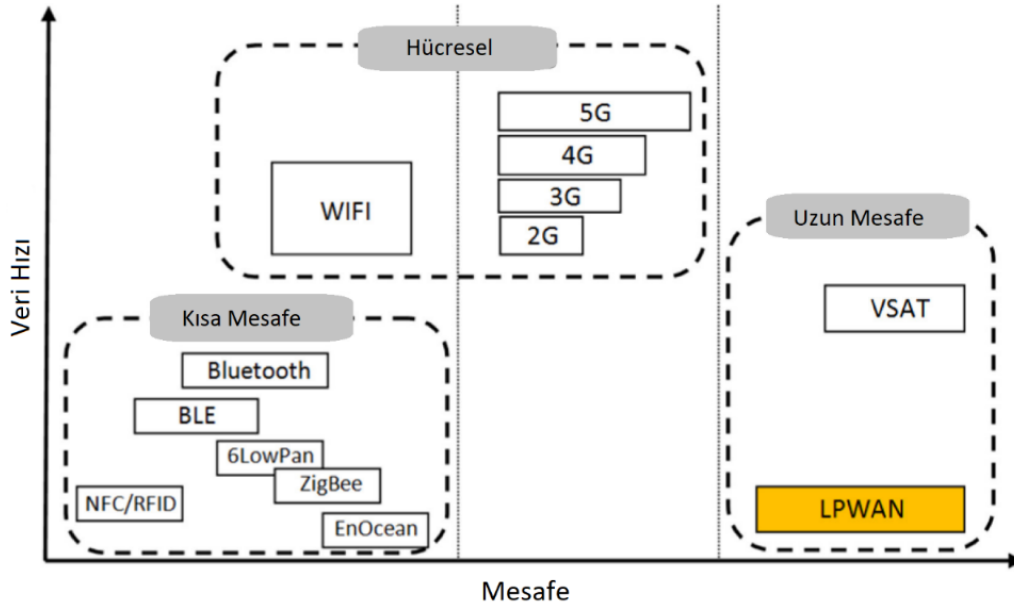 Hücresel
5G
4G
3G
2G
WIFI
Uzun Mesafe
VSAT
LPWAN
Kısa Mesafe
Bluetooth
BLE
6LowPan
ZigBee
NFC/RFID
EnOcean
Veri Hızı
Mesafe